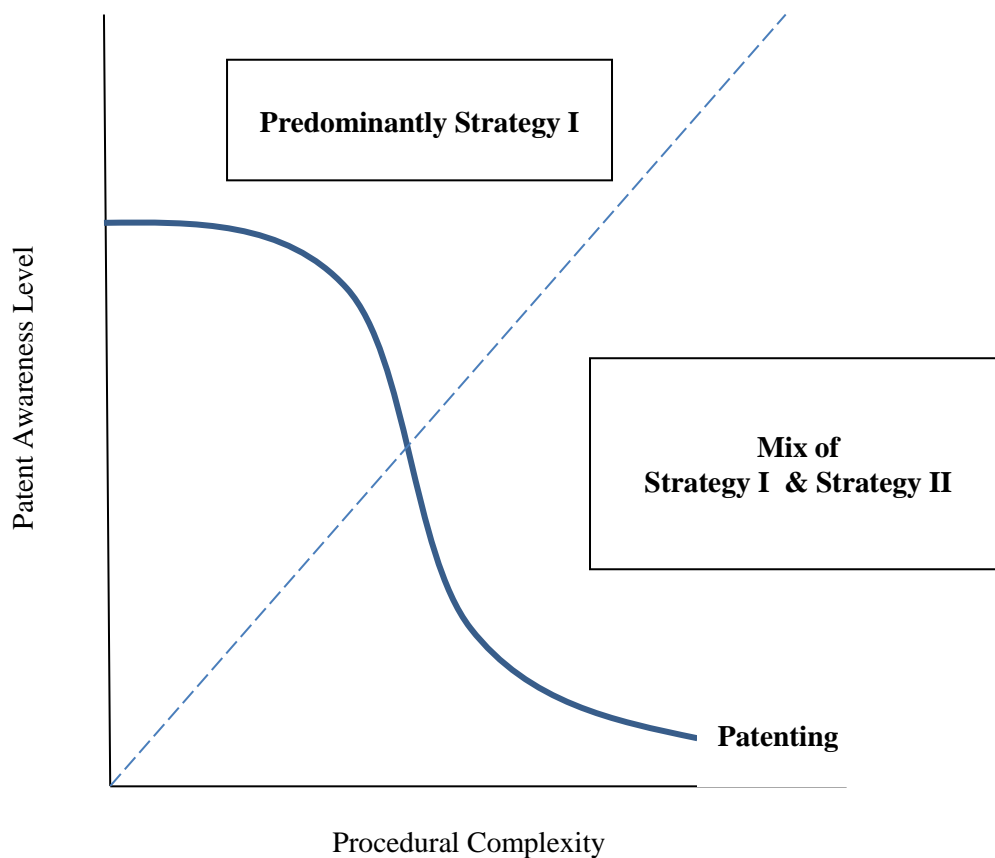 Predominantly Strategy I
Patent Awareness Level
Mix of
Strategy I & Strategy II
Patenting
Procedural Complexity